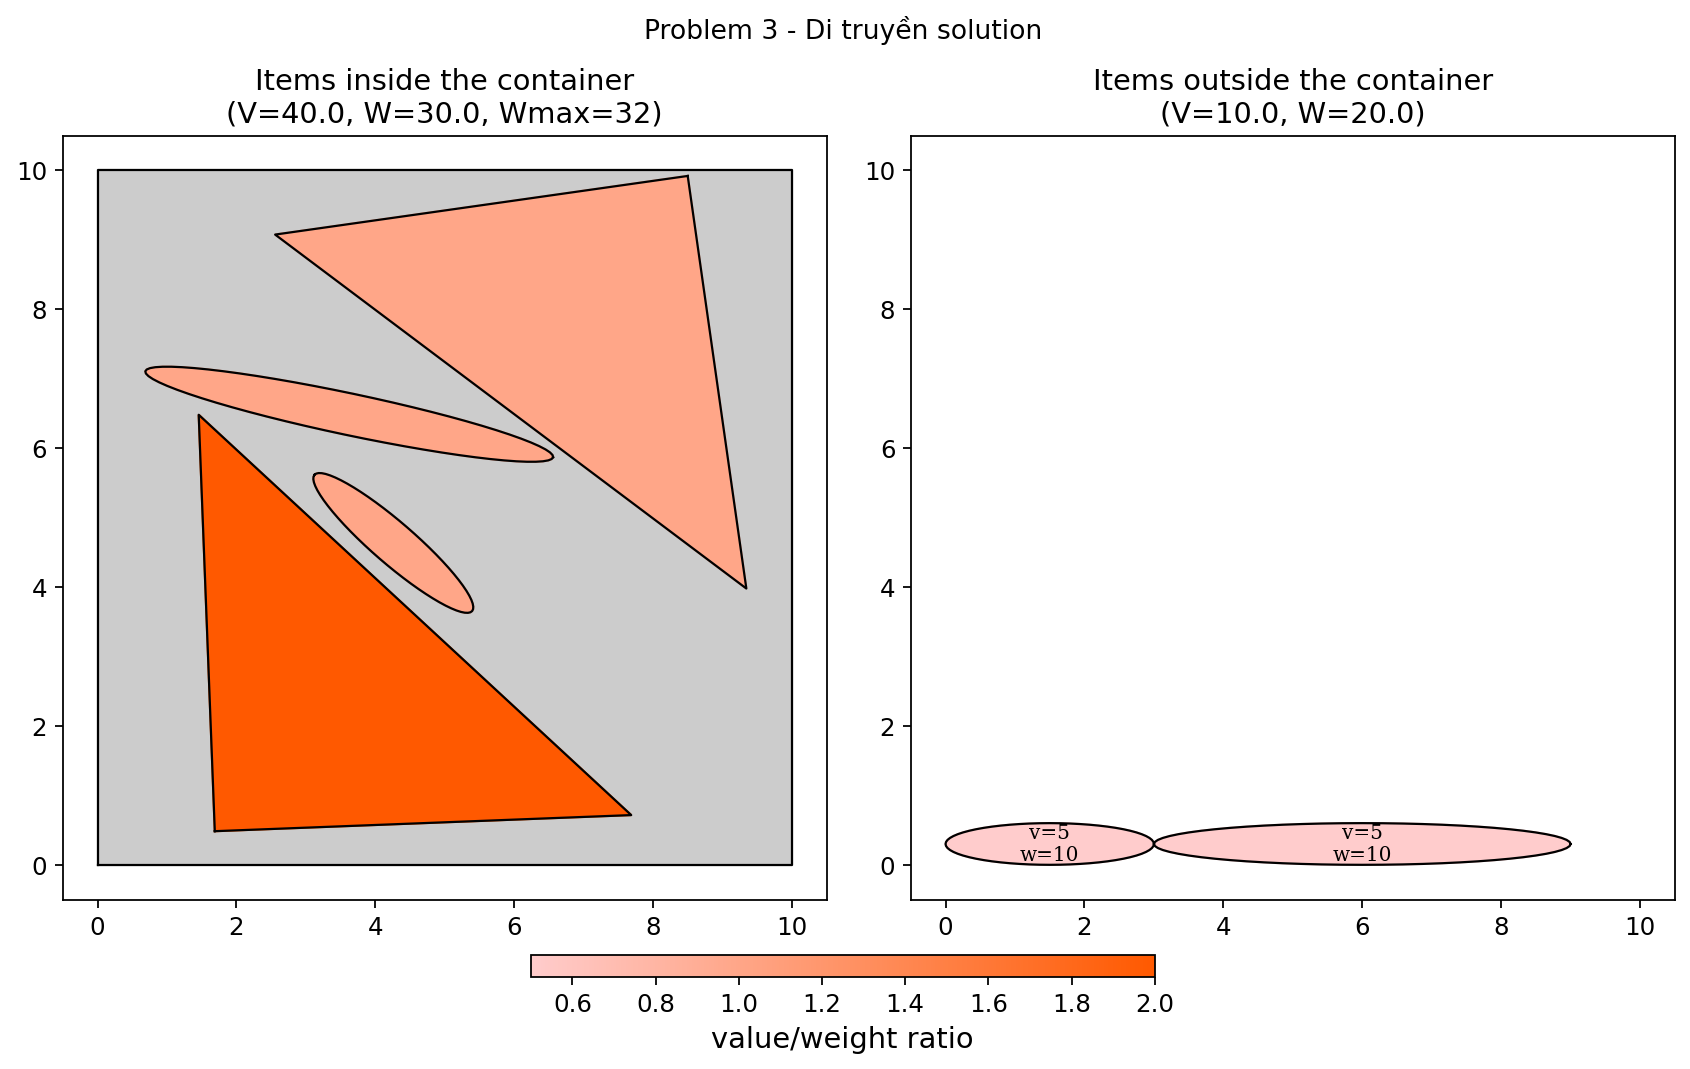 Problem 3 - Di truyền solution
Items inside the container
(V=40.0, W=30.0, Wmax=32)
10
8
6
4
2
0
0 2 4 6 8 10
Items outside the container
(V=10.0, W=20.0)
10
8
6
4
2
0
v=5
w=10
v=5
w=10
0 2 4 6 8 10
0.6 0.8 1.0 1.2 1.4 1.6 1.8 2.0
value/weight ratio